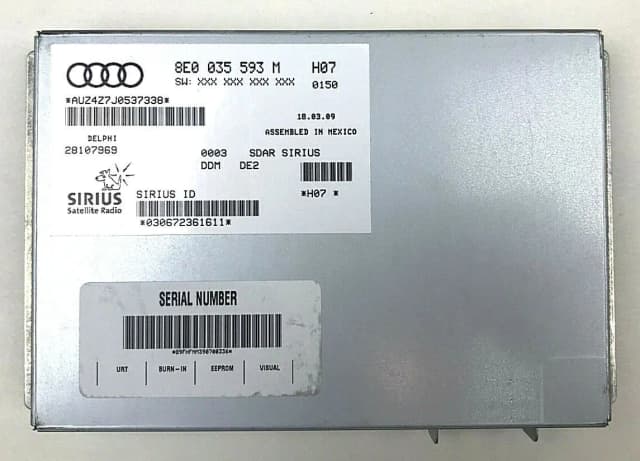 8E0 035 593 M H07
SW: XXX XXX XXX XXX 0150
*AUZ4Z7J0537338*
18.03.09
ASSEMBLED IN MEXICO
DELPHI
28107969
0003 SDAR SIRIUS
DDM DE2
*H07 *
SIRIUS
Satellite Radio
SIRIUS ID
*030672361611*
SERIAL NUMBER
URT BURN-IN EEPROM VISUAL